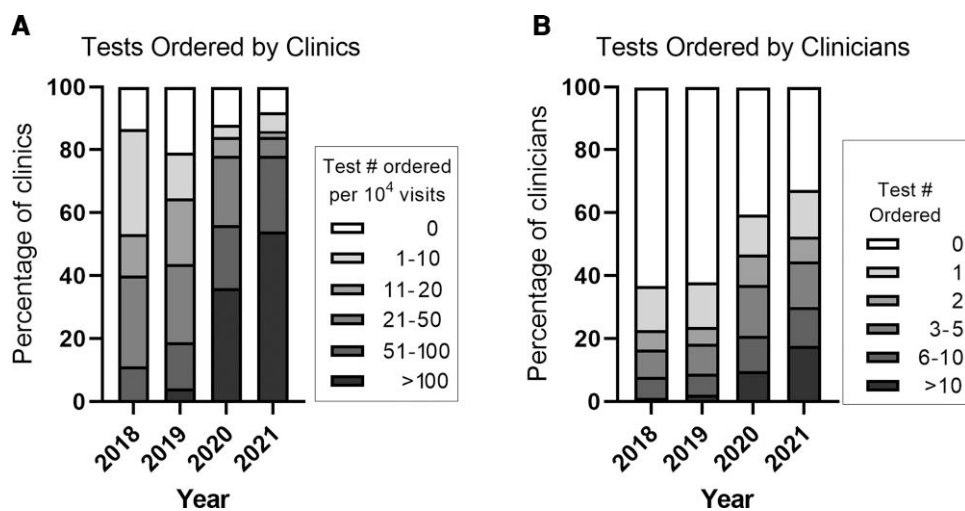 A
Tests Ordered by Clinics
Percentage of clinics
100
80
60
40
20
0
2018
2019
2020
2021
Year
Test # ordered
per 10⁴ visits
0
1-10
11-20
21-50
51-100
>100
B
Tests Ordered by Clinicians
Percentage of clinicians
100
80
60
40
20
0
2018
2019
2020
2021
Year
Test #
Ordered
0
1
2
3-5
6-10
>10